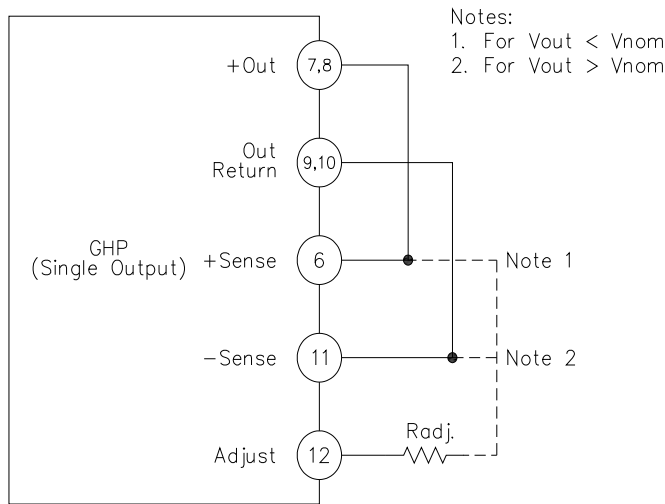 Notes:
1. For Vout < Vnom
2. For Vout > Vnom
+Out
7,8
Out
Return
9,10
GHP
(Single Output)
+Sense
6
Note 1
-Sense
11
Note 2
Radj.
Adjust
12